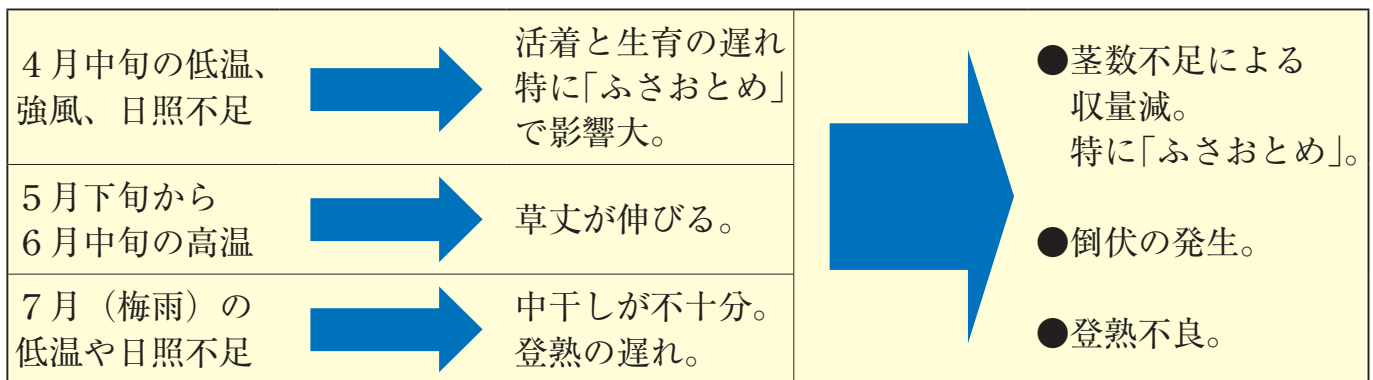 4月中旬の低温、
強風、日照不足
活着と生育の遅れ
特に「ふさおとめ」
で影響大。
5月下旬から
6月中旬の高温
草丈が伸びる。
7月（梅雨）の
低温や日照不足
中干しが不十分。
登熟の遅れ。
●茎数不足による
収量減。
特に「ふさおとめ」。
●倒伏の発生。
●登熟不良。